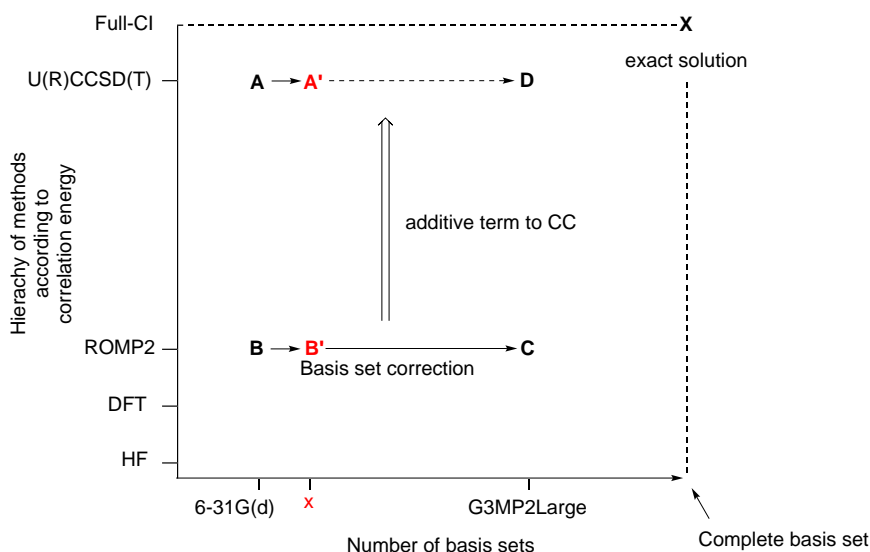 Full-CI
X
exact solution
U(R)CCSD(T)
A
A'
D
Hierachy of methods
according to
correlation energy
additive term to CC
ROMP2
B
B'
C
Basis set correction
DFT
HF
6-31G(d)
x
G3MP2Large
Number of basis sets
Complete basis set